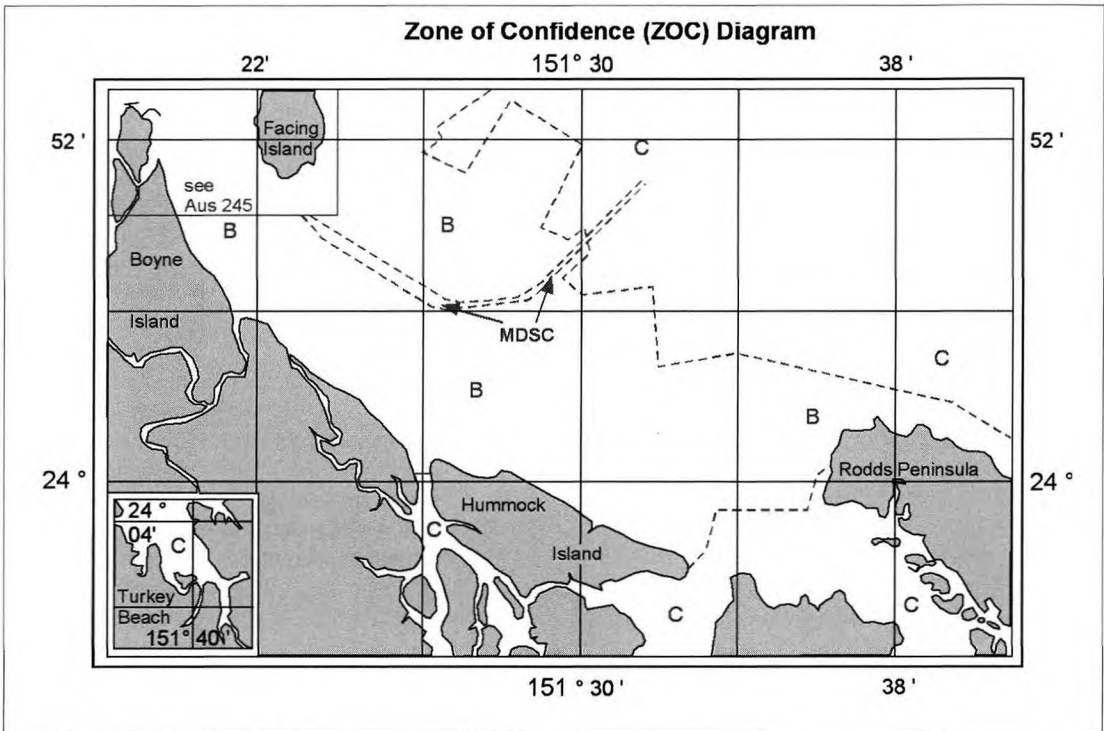 Zone of Confidence (ZOC) Diagram
22' 151 ° 30 38 '
52 ' Facing Island C 52 '
see Aus 245
B B
Boyne Island
MDSC
C
B B
24 ° Rodds Peninsula 24 °
Hummock Island
C
24 ° 04'
C
Turkey Beach
151° 40'
C C
151 ° 30 ' 38 '